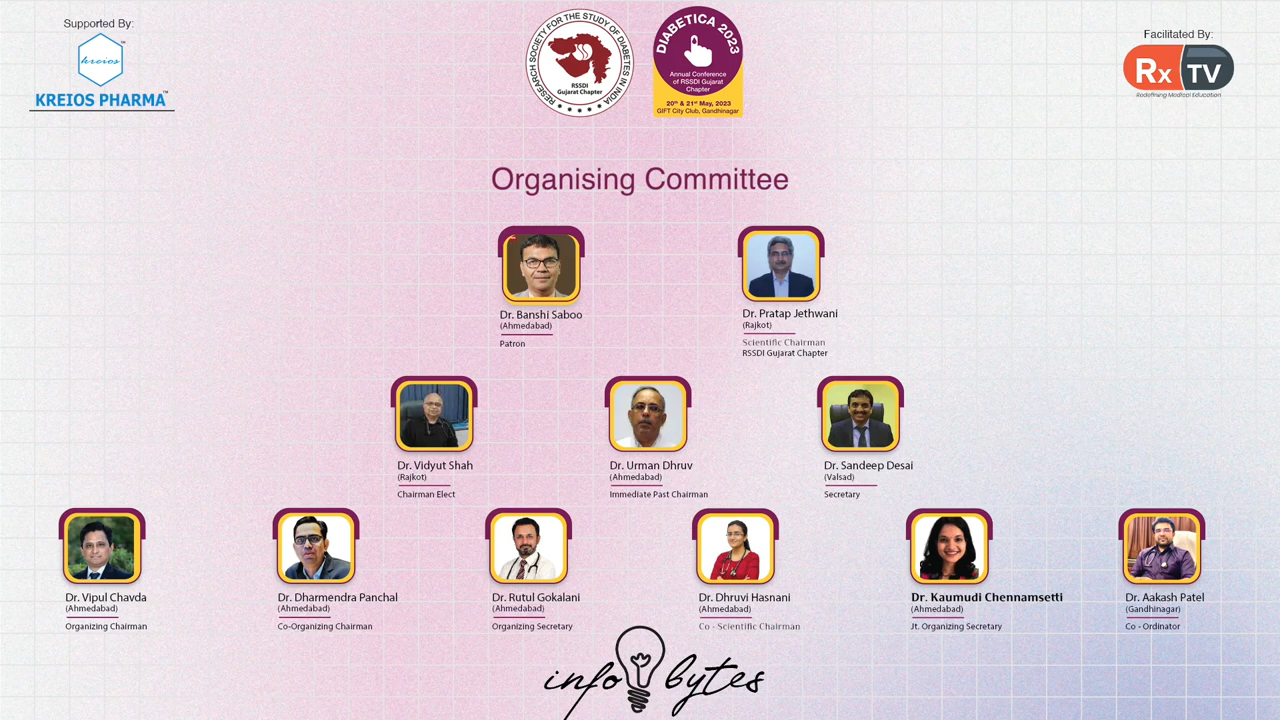 Supported By:
kreios
KREIOS PHARMA™
RESEARCH SOCIETY FOR THE STUDY OF DIABETES IN INDIA
RSSDI
Gujarat Chapter
DIABETICA 2023
Annual Conference
of RSSDI Gujarat
Chapter
20th & 21st May, 2023
GIFT City Club, Gandhinagar
Facilitated By:
Rx TV
Redefining Medical Education
Organising Committee
Dr. Banshi Saboo
(Ahmedabad)
Patron
Dr. Pratap Jethwani
(Rajkot)
Scientific Chairman
RSSDI Gujarat Chapter
Dr. Vidyut Shah
(Rajkot)
Chairman Elect
Dr. Urman Dhruv
(Ahmedabad)
Immediate Past Chairman
Dr. Sandeep Desai
(Valsad)
Secretary
Dr. Vipul Chavda
(Ahmedabad)
Organizing Chairman
Dr. Dharmendra Panchal
(Ahmedabad)
Co-Organizing Chairman
Dr. Rutul Gokalani
(Ahmedabad)
Organizing Secretary
Dr. Dhruvi Hasnani
(Ahmedabad)
Co - Scientific Chairman
Dr. Kaumudi Chennamsetti
(Ahmedabad)
Jt. Organizing Secretary
Dr. Aakash Patel
(Gandhinagar)
Co - Ordinator
info bytes